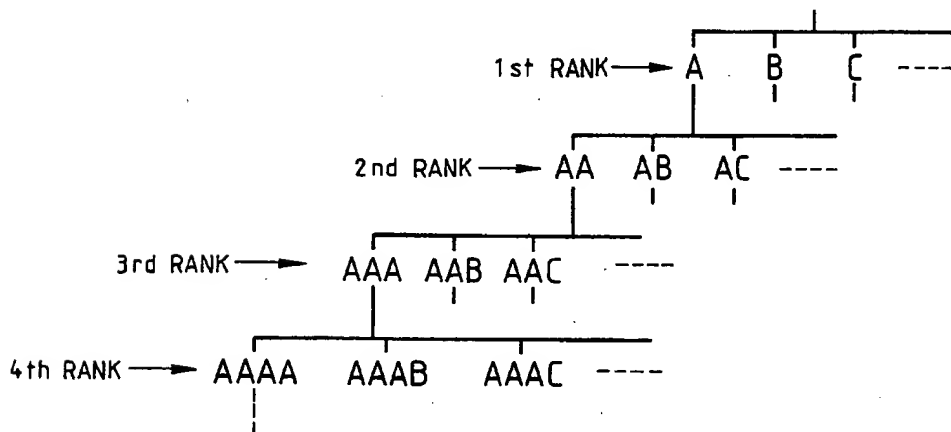 1st RANK A B C
2nd RANK AA AB AC
3rd RANK AAA AAB AAC
4th RANK AAAA AAAB AAAC